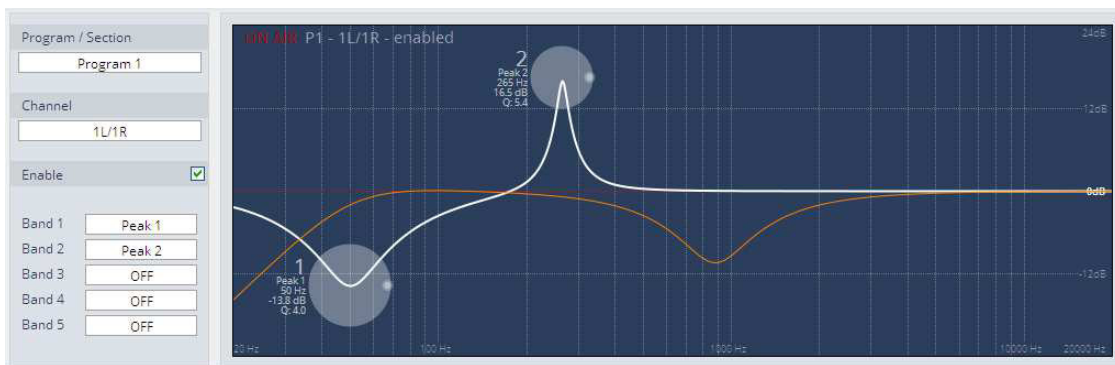 Program / Section
Program 1
Channel
1L/1R
Enable
Band 1 Peak 1
Band 2 Peak 2
Band 3 OFF
Band 4 OFF
Band 5 OFF
ON AIR P1 - 1L/1R - enabled
24dB
2
Peak 2
265 Hz
16.5 dB
Q: 5.4
12dB
0dB
1
Peak 1
50 Hz
-13.8 dB
Q: 4.0
-12dB
20 Hz 100 Hz 1000 Hz 10000 Hz 20000 Hz